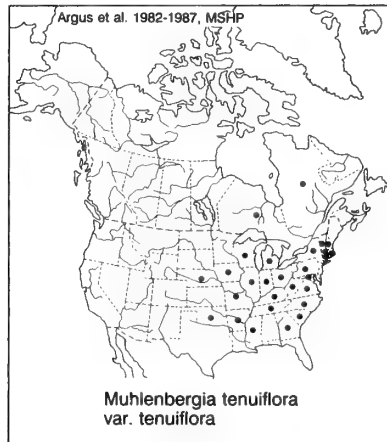 Argus et al. 1982-1987, MSHP
Muhlenbergia tenuiflora
var. tenuiflora